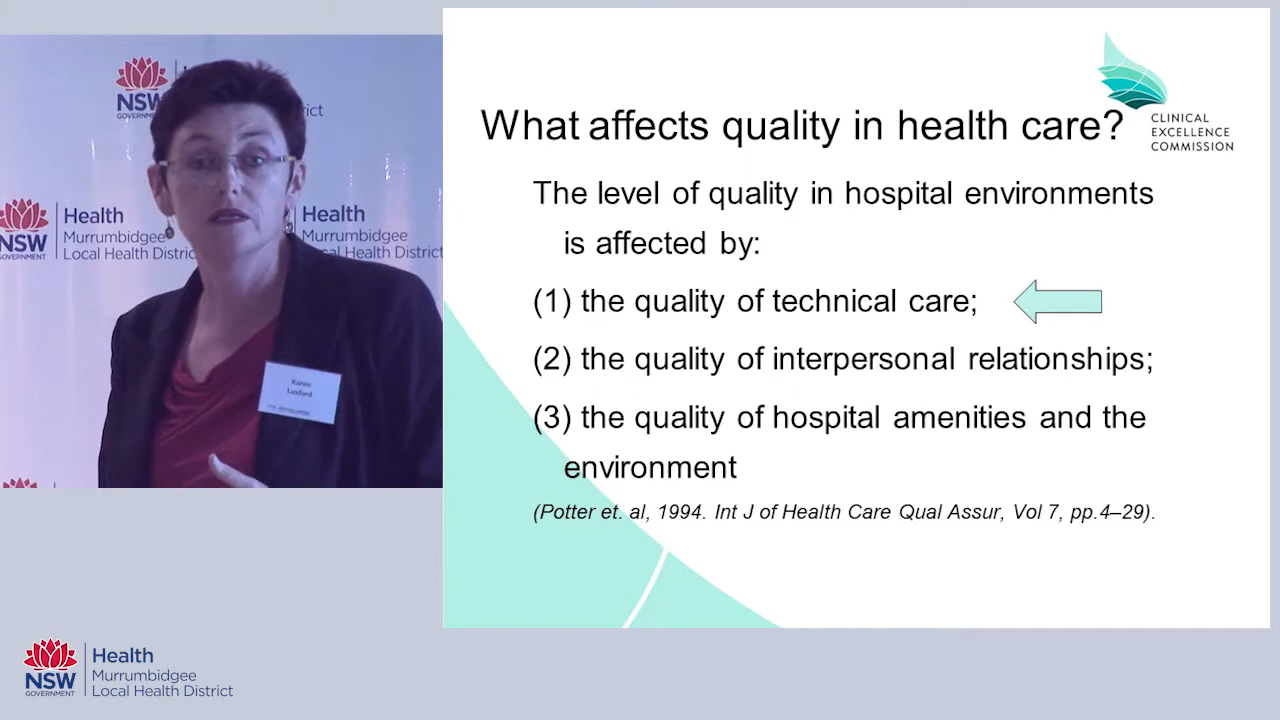 Health
NSW
GOVERNMENT
District
Health
Murrumbidgee
Local Health District
NSW
GOVERNMENT
Health
Murrumbidgee
Local Health District
Karen
Luxford
What affects quality in health care?
CLINICAL
EXCELLENCE
COMMISSION
The level of quality in hospital environments
is affected by:
(1) the quality of technical care;
(2) the quality of interpersonal relationships;
(3) the quality of hospital amenities and the
environment
(Potter et. al, 1994. Int J of Health Care Qual Assur, Vol 7, pp.4–29).
NSW
GOVERNMENT
Health
Murrumbidgee
Local Health District